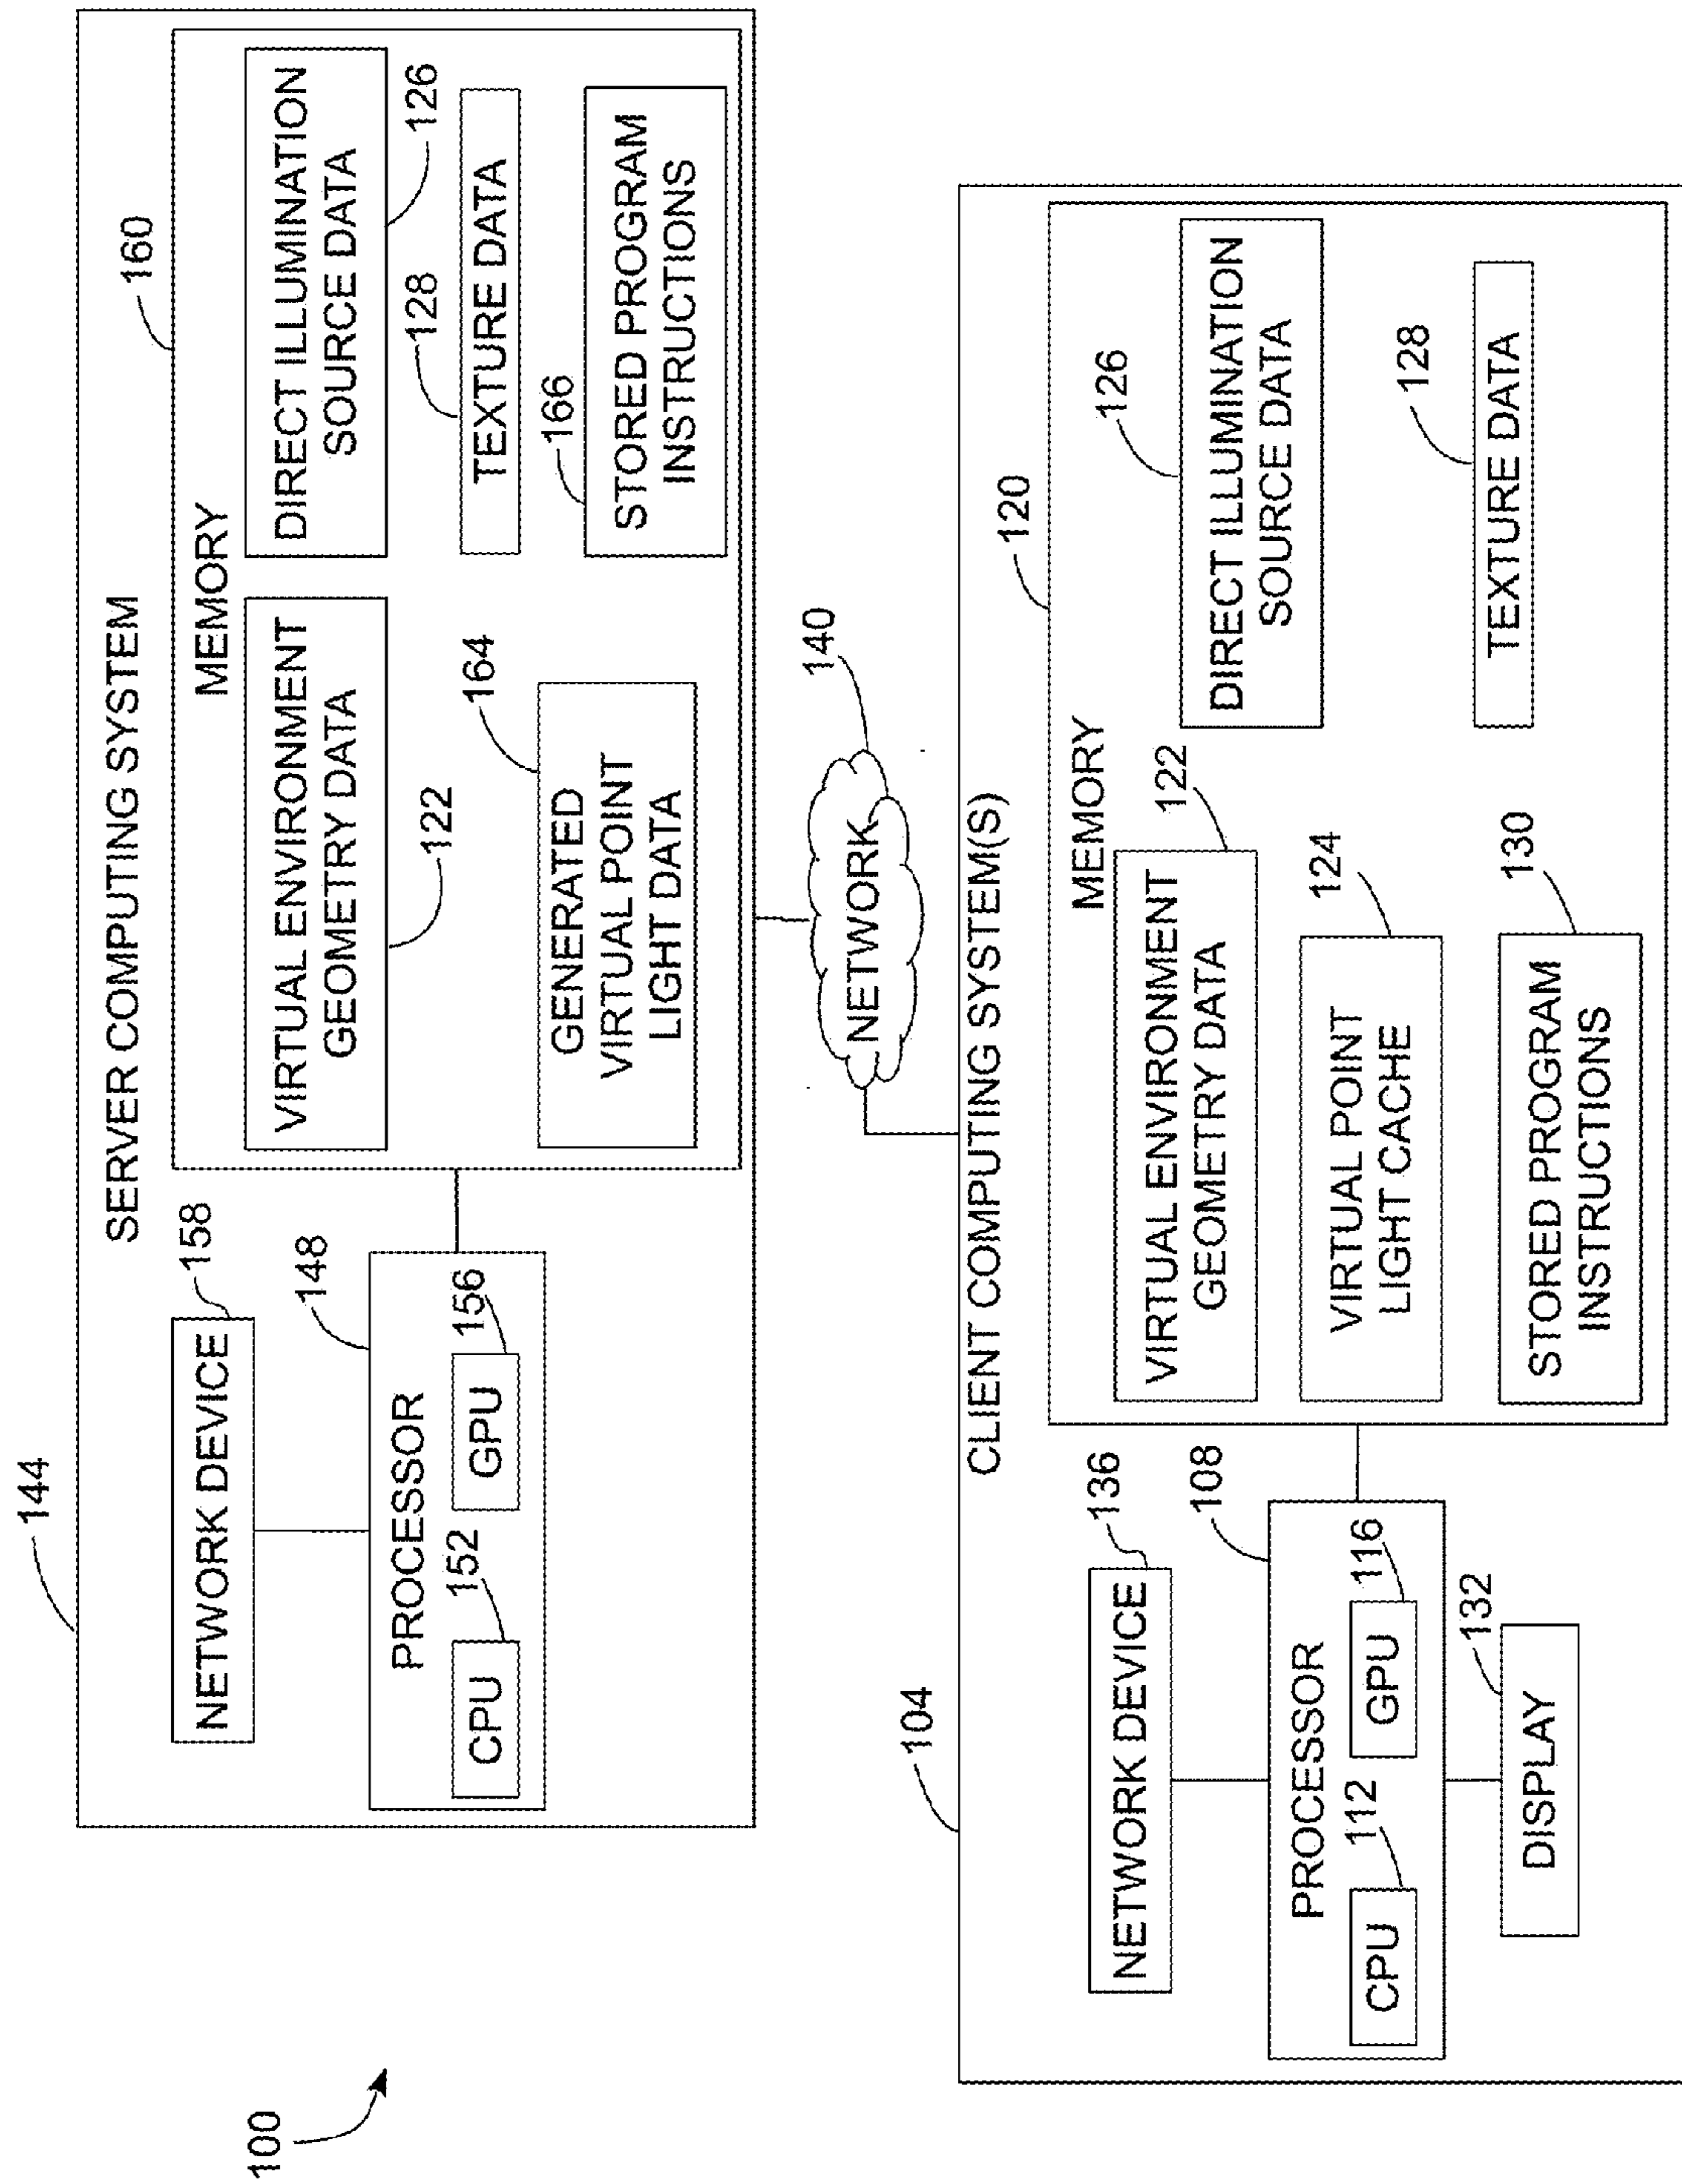 100
144
SERVER COMPUTING SYSTEM
160
NETWORK DEVICE
158
PROCESSOR
148
CPU
152
GPU
156
MEMORY
VIRTUAL ENVIRONMENT
GEOMETRY DATA
122
DIRECT ILLUMINATION
SOURCE DATA
126
GENERATED
VIRTUAL POINT
LIGHT DATA
164
TEXTURE DATA
128
STORED PROGRAM
INSTRUCTIONS
166
NETWORK
140
104
CLIENT COMPUTING SYSTEM(S)
120
NETWORK DEVICE
136
PROCESSOR
108
CPU
112
GPU
116
DISPLAY
132
MEMORY
VIRTUAL ENVIRONMENT
GEOMETRY DATA
122
DIRECT ILLUMINATION
SOURCE DATA
126
VIRTUAL POINT
LIGHT CACHE
124
STORED PROGRAM
INSTRUCTIONS
130
TEXTURE DATA
128